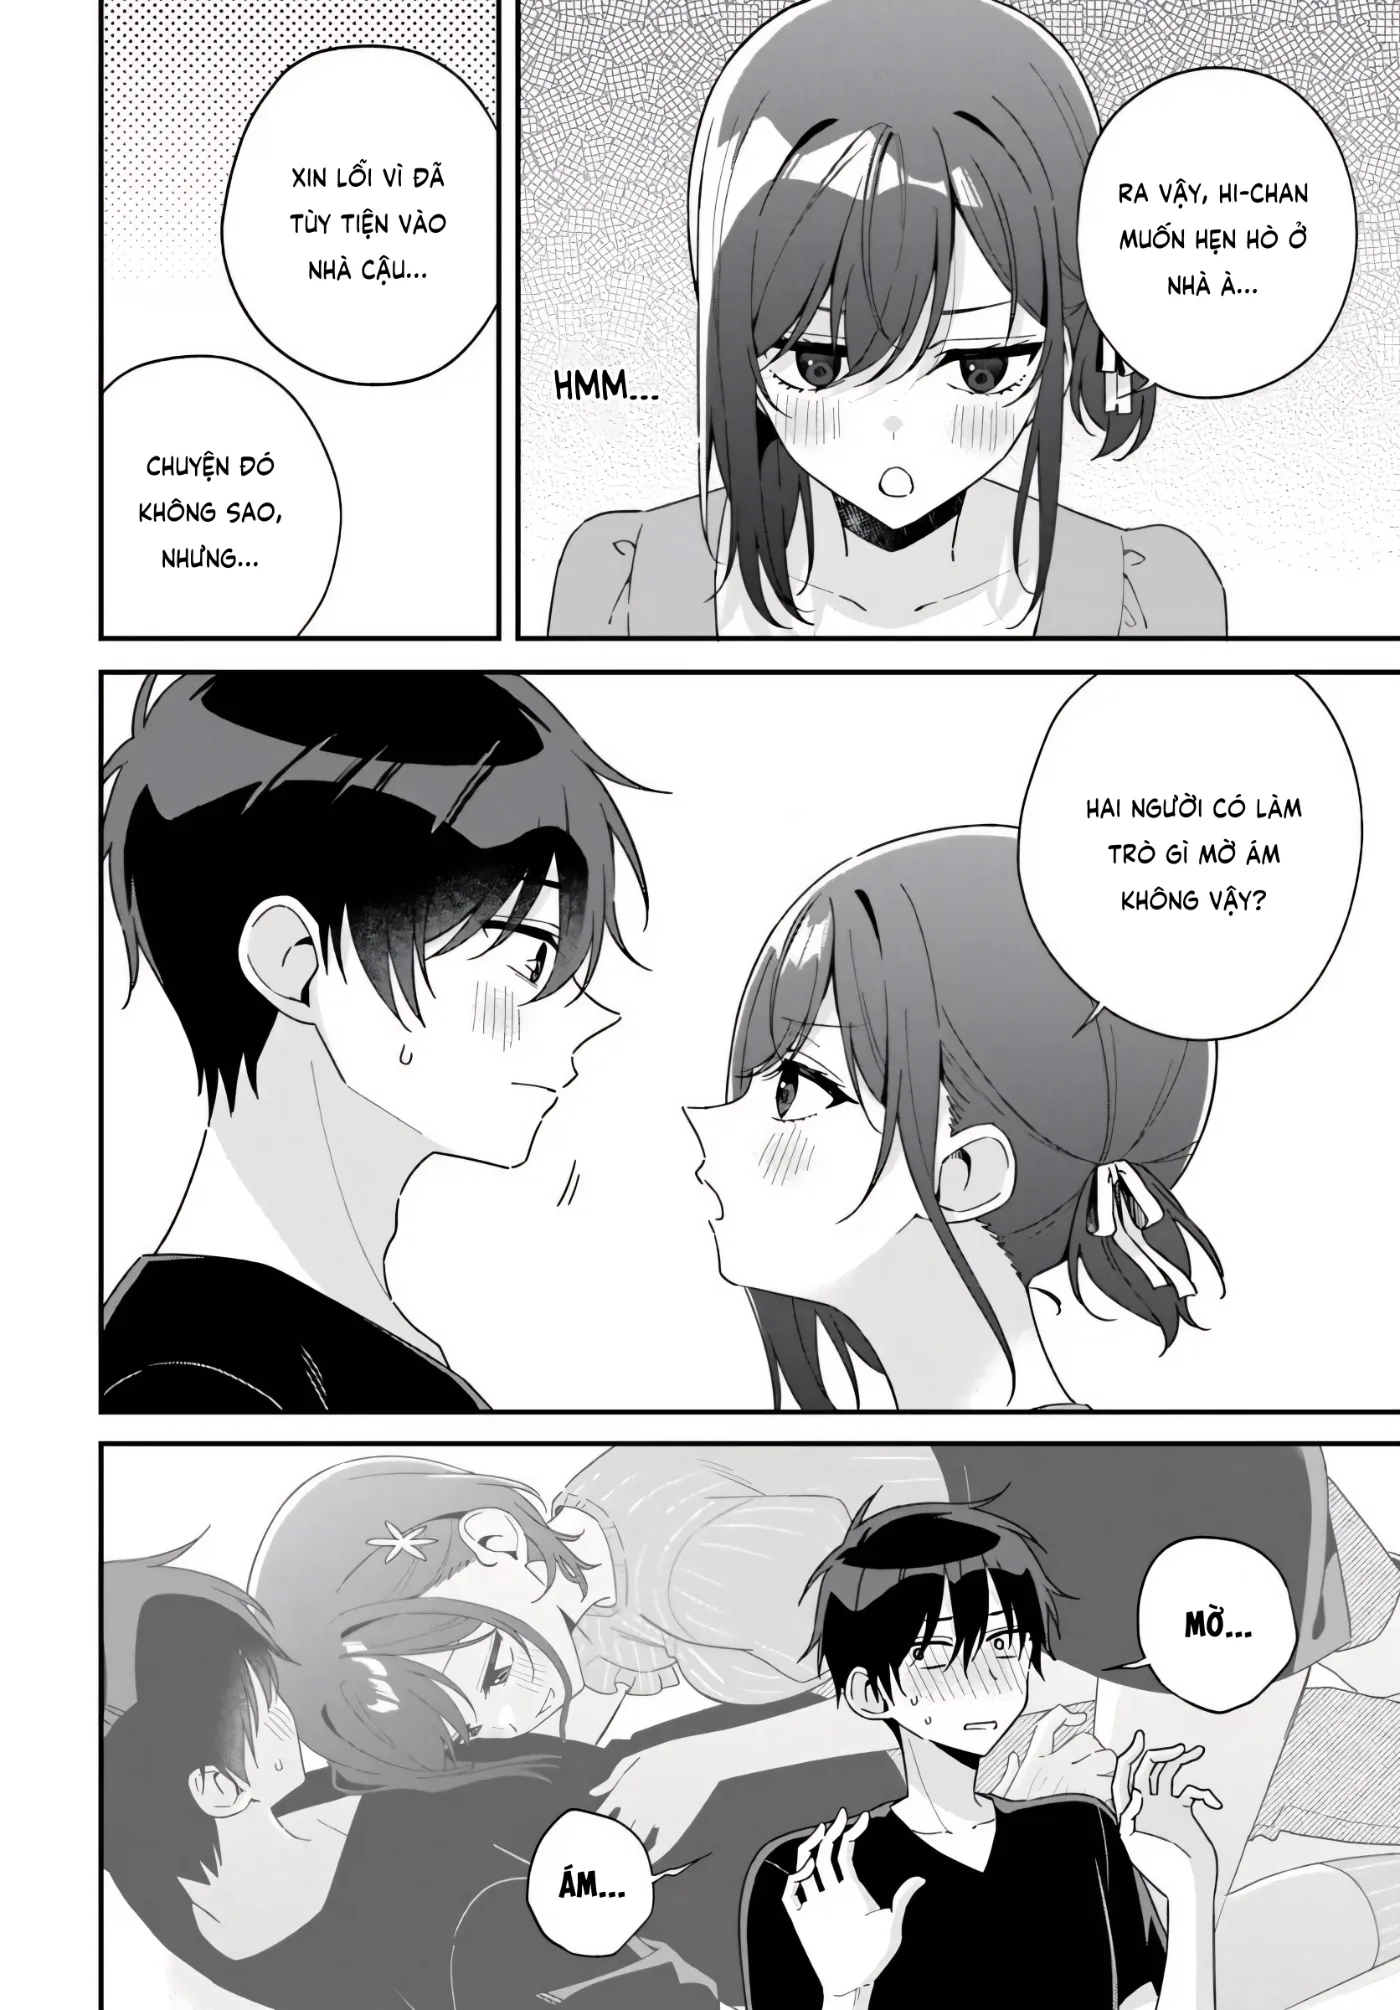 RA VẬY, HI-CHAN
MUỐN HẸN HÒ Ở
NHÀ À...
HMM...
XIN LỖI VÌ ĐÃ
TÙY TIỆN VÀO
NHÀ CẬU...
CHUYỆN ĐÓ
KHÔNG SAO,
NHƯNG...
HAI NGƯỜI CÓ LÀM
TRÒ GÌ MỜ ÁM
KHÔNG VẬY?
MỜ...
ÁM...